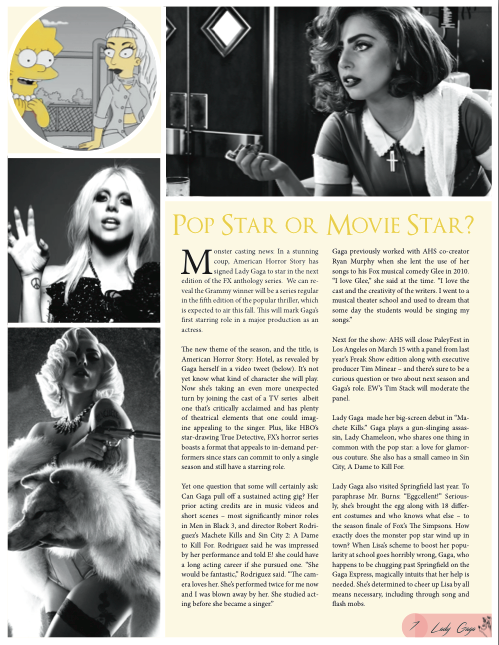 Pop Star or Movie Star?
Monster casting news: In a stunning
coup, American Horror Story has
signed Lady Gaga to star in the next
edition of the FX anthology series. We can re-
veal the Grammy winner will be a series regular
in the fifth edition of the popular thriller, which
is expected to air this fall. This will mark Gaga's
first starring role in a major production as an
actress.
The new theme of the season, and the title, is
American Horror Story: Hotel, as revealed by
Gaga herself in a video tweet (below). It's not
yet know what kind of character she will play.
Now she's taking an even more unexpected
turn by joining the cast of a TV series albeit
one that's critically acclaimed and has plenty
of theatrical elements that one could imag-
ine appealing to the singer. Plus, like HBO's
star-drawing True Detective, FX's horror series
boasts a format that appeals to in-demand per-
formers since stars can commit to only a single
season and still have a starring role.
Yet one question that some will certainly ask:
Can Gaga pull off a sustained acting gig? Her
prior acting credits are in music videos and
short scenes – most significantly minor roles
in Men in Black 3, and director Robert Rodri-
guez's Machete Kills and Sin City 2: A Dame
to Kill For. Rodriguez said he was impressed
by her performance and told E! she could have
a long acting career if she pursued one. "She
would be fantastic," Rodriguez said. "The cam-
era loves her. She's performed twice for me now
and I was blown away by her. She studied act-
ing before she became a singer"
Gaga previously worked with AHS co-creator
Ryan Murphy when she lent the use of her
songs to his Fox musical comedy Glee in 2010.
"I love Glee," she said at the time. "I love the
cast and the creativity of the writers. I went to a
musical theater school and used to dream that
some day the students would be singing my
songs."
Next for the show: AHS will close PaleyFest in
Los Angeles on March 15 with a panel from last
year's Freak Show edition along with executive
producer Tim Minear – and there's sure to be a
curious question or two about next season and
Gaga's role. EW's Tim Stack will moderate the
panel.
Lady Gaga made her big-screen debut in "Ma-
chete Kills." Gaga plays a gun-slinging assas-
sin, Lady Chameleon, who shares one thing in
common with the pop star: a love for glamor-
ous couture. She also has a small cameo in Sin
City, A Dame to Kill For.
Lady Gaga also visited Springfield last year. To
paraphrase Mr. Burns: "Eggcellent!" Serious-
ly, she's brought the egg along with 18 differ-
ent costumes and who knows what else – to
the season finale of Fox's The Simpsons. How
exactly does the monster pop star wind up in
town? When Lisa's scheme to boost her popu-
larity at school goes horribly wrong, Gaga, who
happens to be chugging past Springfield on the
Gaga Express, magically intuits that her help is
needed. She's determined to cheer up Lisa by all
means necessary, including through song and
flash mobs.
7 Lady Gaga